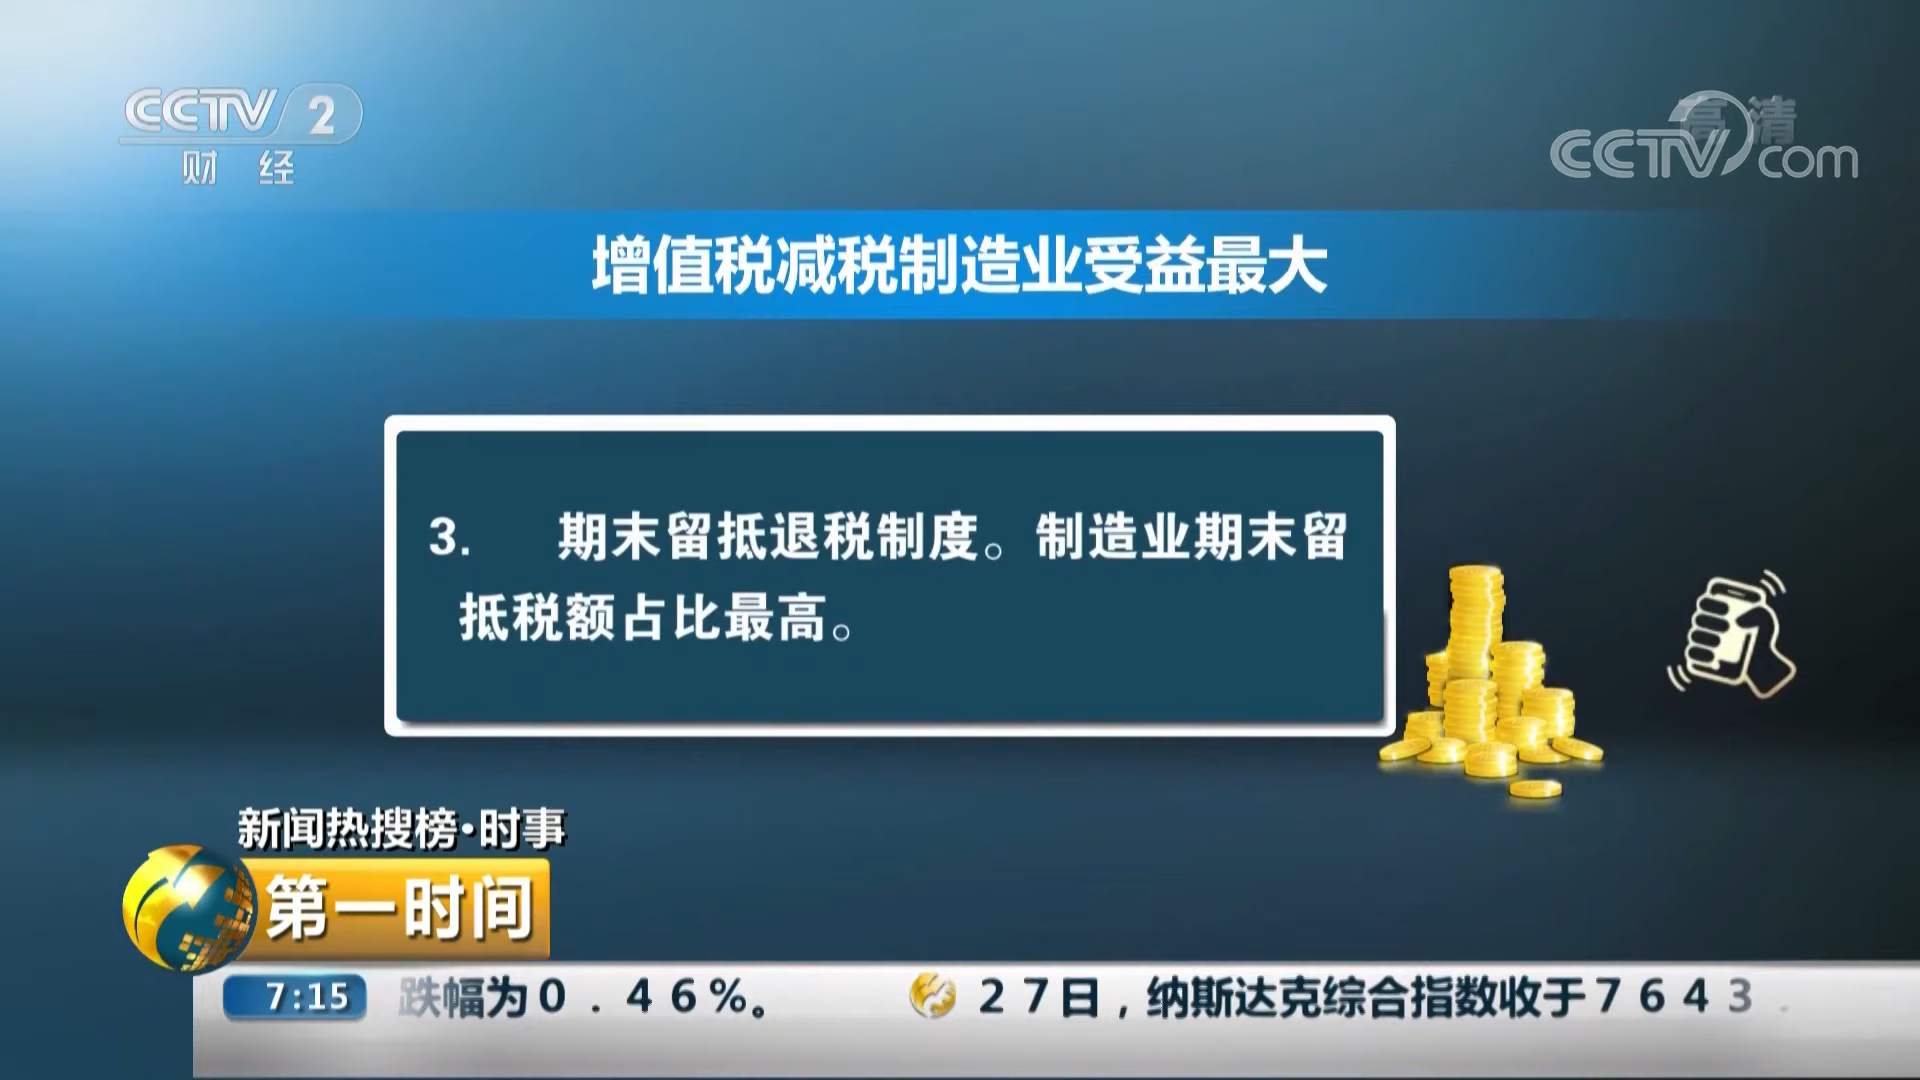 CCTV 2
财 经
高清
CCTV com
增值税减税制造业受益最大
3. 期末留抵退税制度。制造业期末留
抵税额占比最高。
新闻热搜榜·时事
第一时间
7:15 跌幅为0.46%。 27日，纳斯达克综合指数收于7643.